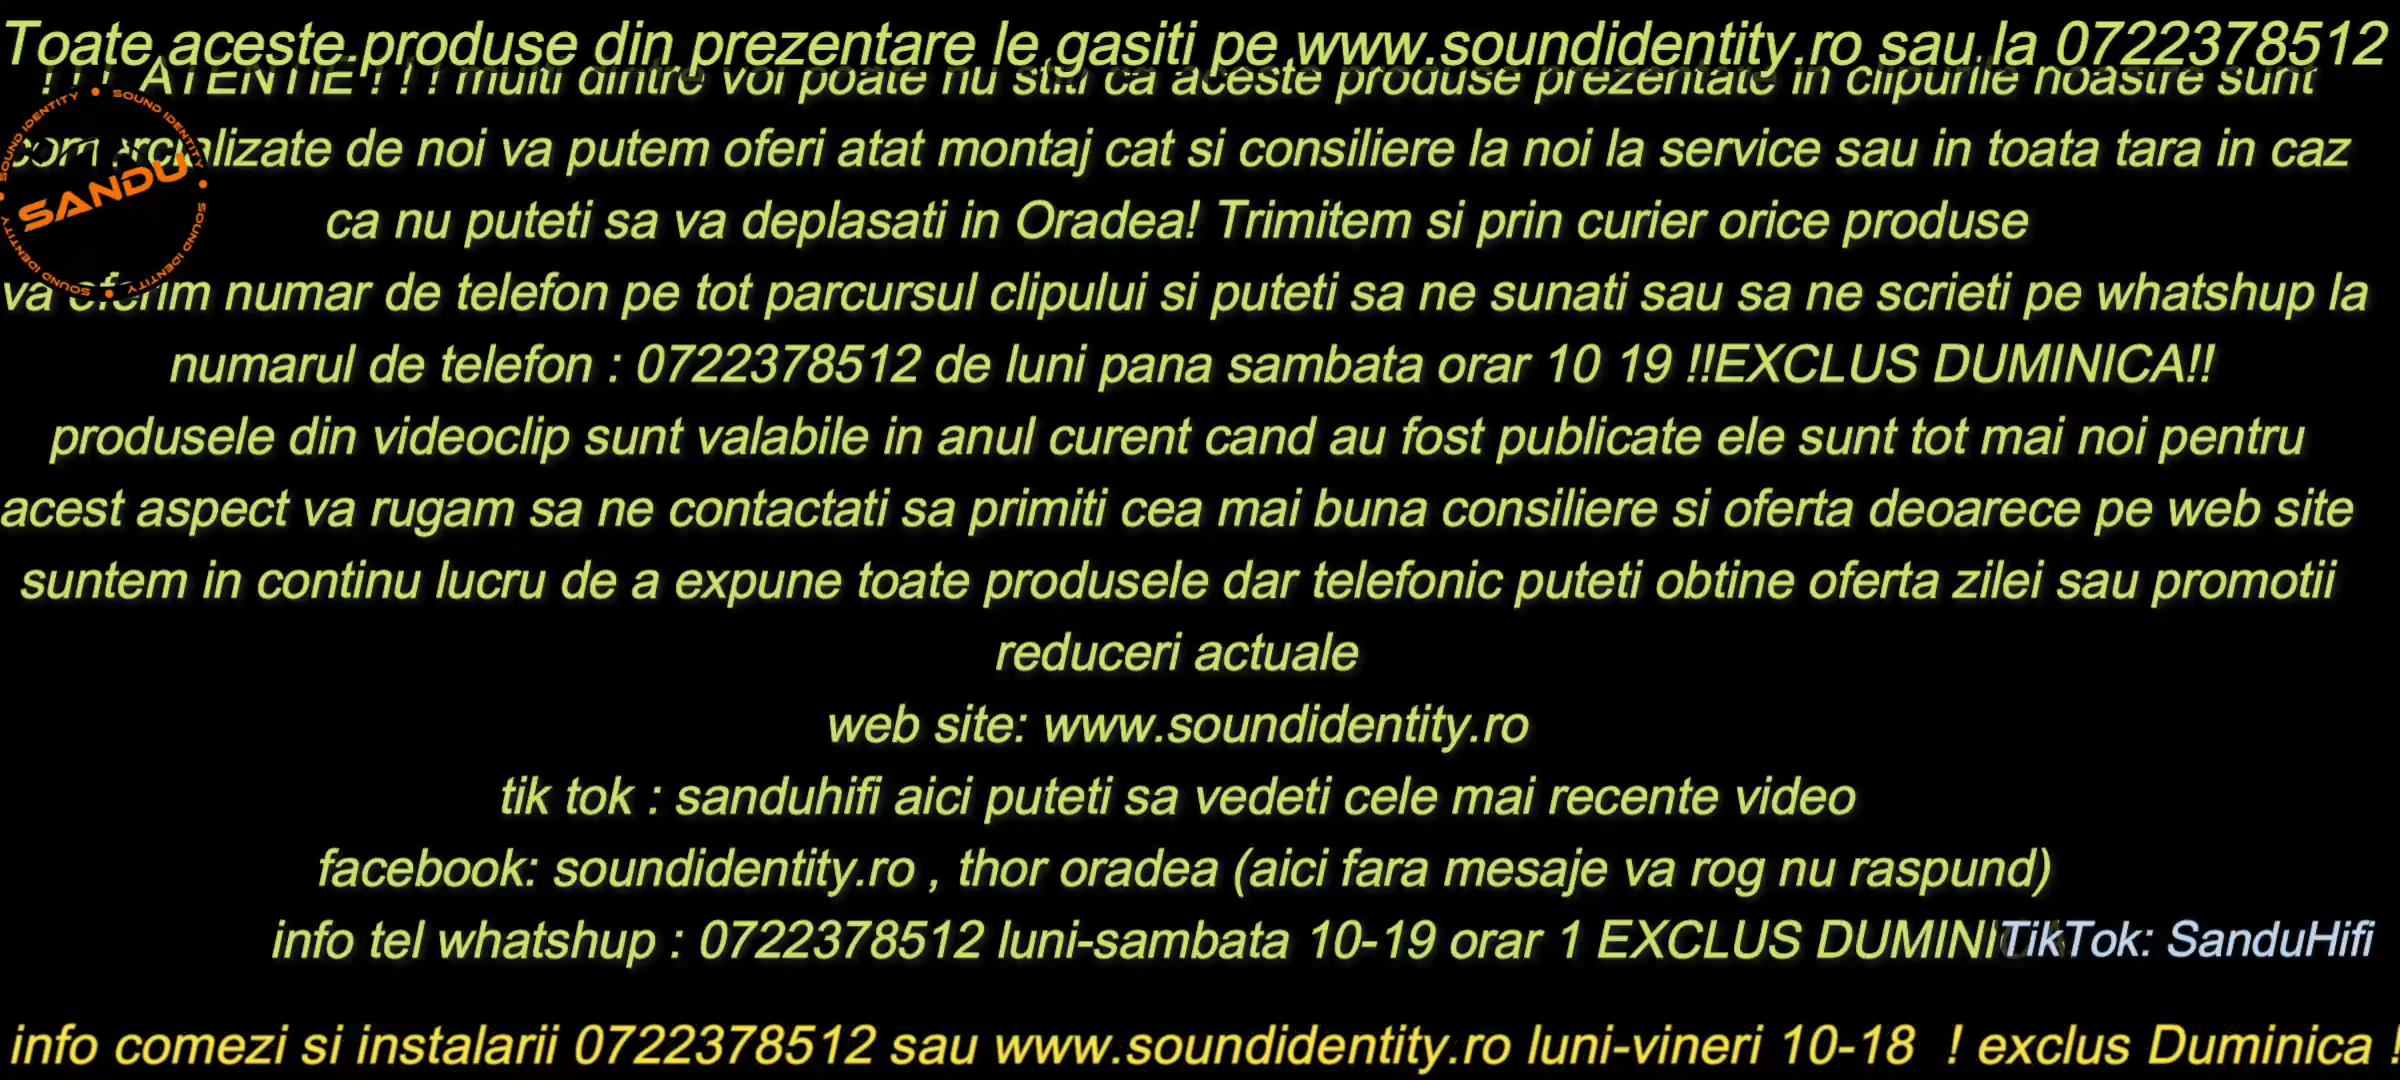 Toate aceste produse din prezentare le gasiti pe www.soundidentity.ro sau la 0722378512
! ! ! ATENTIE ! ! ! multi dintre voi poate nu stiti ca aceste produse prezentate in clipurile noastre sunt
comercializate de noi va putem oferi atat montaj cat si consiliere la noi la service sau in toata tara in caz
ca nu puteti sa va deplasati in Oradea! Trimitem si prin curier orice produse
va oferim numar de telefon pe tot parcursul clipului si puteti sa ne sunati sau sa ne scrieti pe whatshup la
numarul de telefon : 0722378512 de luni pana sambata orar 10 19 !!EXCLUS DUMINICA!!
produsele din videoclip sunt valabile in anul curent cand au fost publicate ele sunt tot mai noi pentru
acest aspect va rugam sa ne contactati sa primiti cea mai buna consiliere si oferta deoarece pe web site
suntem in continu lucru de a expune toate produsele dar telefonic puteti obtine oferta zilei sau promotii
reduceri actuale
web site: www.soundidentity.ro
tik tok : sanduhifi aici puteti sa vedeti cele mai recente video
facebook: soundidentity.ro , thor oradea (aici fara mesaje va rog nu raspund)
info tel whatshup : 0722378512 luni-sambata 10-19 orar 1 EXCLUS
TikTok: SanduHifi
info comezi si instalarii 0722378512 sau www.soundidentity.ro luni-vineri 10-18 ! exclus Duminica !
SOUND IDENTITY • SOUND IDENTITY • SOUND IDENTITY • SOUND IDENTITY •
SANDU